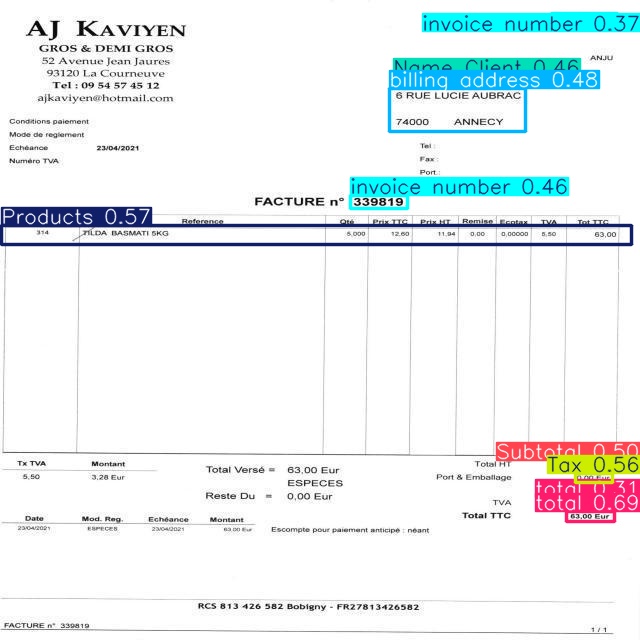 AJ KAVIYEN
GROS & DEMI GROS
52 Avenue Jean Jaures
93120 La Courneuve
Tel : 09 54 57 45 12
ajkaviyen@hotmail.com
invoice number 0.37
ANJU
Name Client 0.46
billing address 0.48
6 RUE LUCIE AUBRAC
74000 ANNECY
Conditions paiement
Mode de reglement
Echéance 23/04/2021
Numéro TVA
Tel :
Fax :
Port.:
invoice number 0.46
FACTURE n° 339819
Products 0.57
Reference Qté Prix TTC Prix HT Remise Ecotax TVA Tot TTC
314 TILDA BASMATI 5KG 5,000 12,60 11,94 0,00 0,00000 5,50 63,00
Subtotal 0.50
Tx TVA Montant
5,50 3,28 Eur
Total Versé = 63,00 Eur
ESPECES
Reste Du = 0,00 Eur
Total HT
Tax 0.56
Port & Emballage 0,00 Eur
total 0.31
TVA
total 0.69
Total TTC 63,00 Eur
Date Mod. Reg. Echéance Montant
23/04/2021 ESPECES 23/04/2021 63,00 Eur
Escompte pour paiement anticipé : néant
RCS 813 426 582 Bobigny - FR27813426582
FACTURE n° 339819
1 / 1